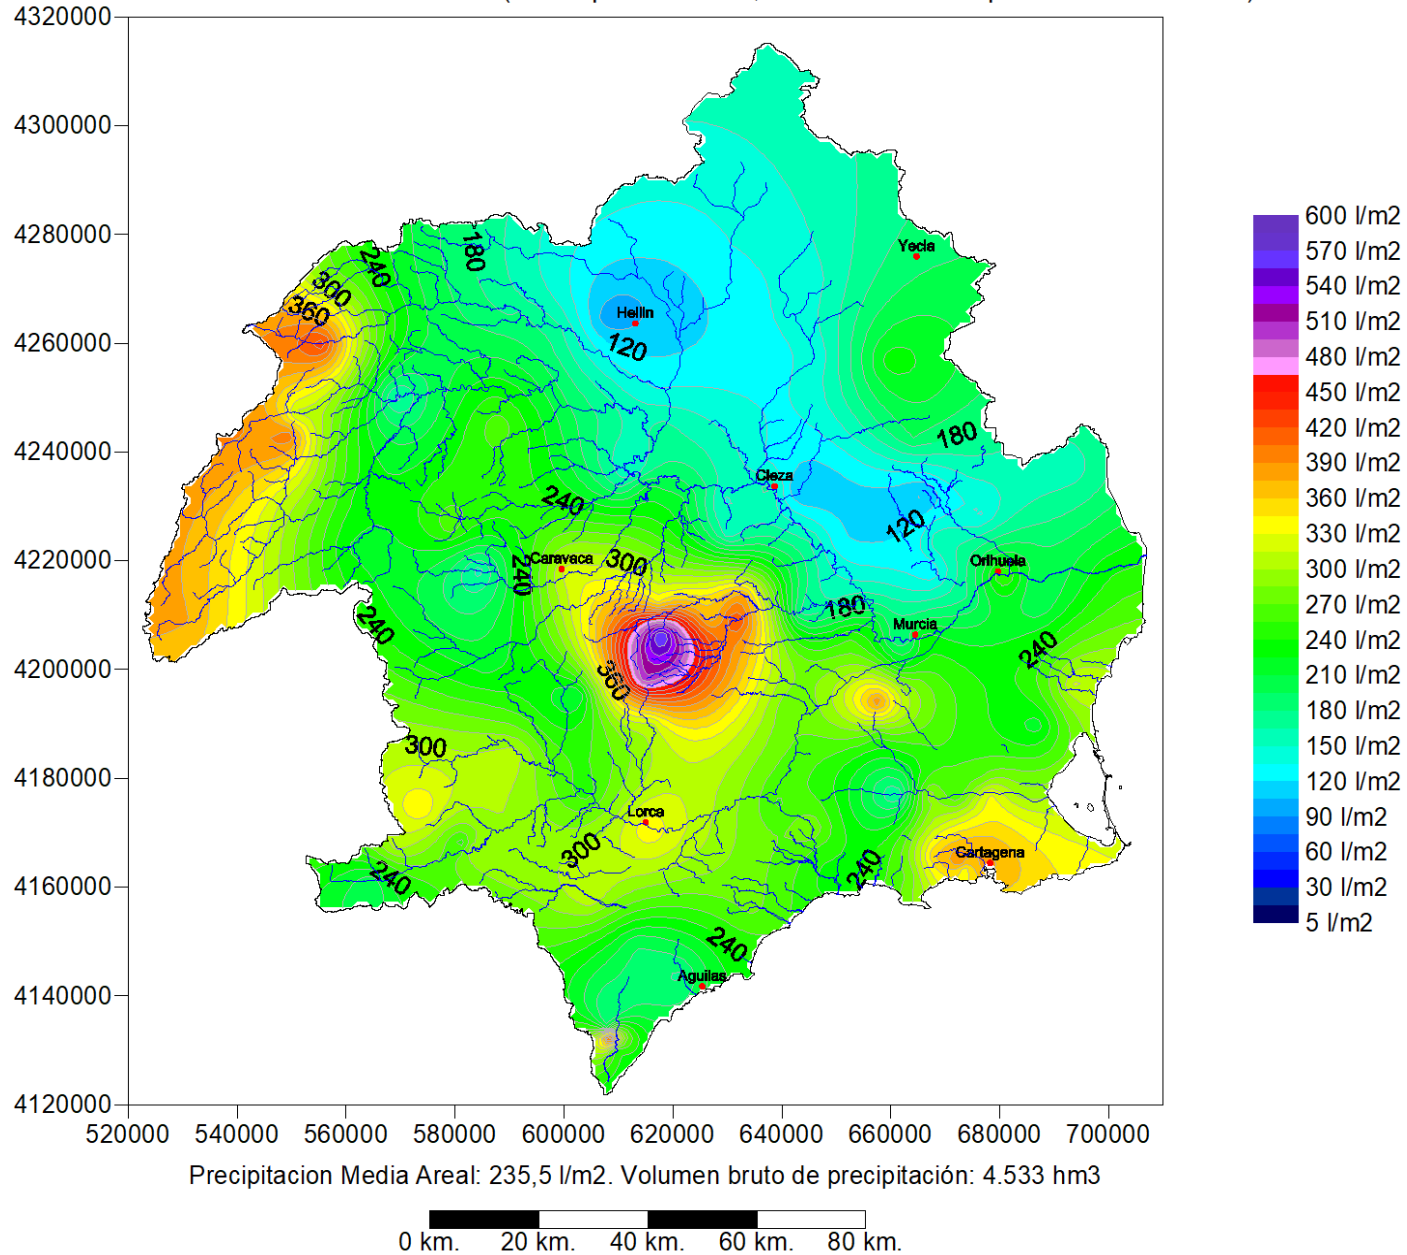 4320000
4300000
4280000
4260000
4240000
4220000
4200000
4180000
4160000
4140000
4120000
520000 540000 560000 580000 600000 620000 640000 660000 680000 700000
240
180
300
360
Yecla
Hellin
120
180
Cieza
240
120
Caravaca
300
Orihuela
240
180
240
Murcia
240
360
300
Lorca
300
Cartagena
240
240
240
Aguilas
600 l/m2
570 l/m2
540 l/m2
510 l/m2
480 l/m2
450 l/m2
420 l/m2
390 l/m2
360 l/m2
330 l/m2
300 l/m2
270 l/m2
240 l/m2
210 l/m2
180 l/m2
150 l/m2
120 l/m2
90 l/m2
60 l/m2
30 l/m2
5 l/m2
Precipitacion Media Areal: 235,5 l/m2. Volumen bruto de precipitación: 4.533 hm3
0 km. 20 km. 40 km. 60 km. 80 km.